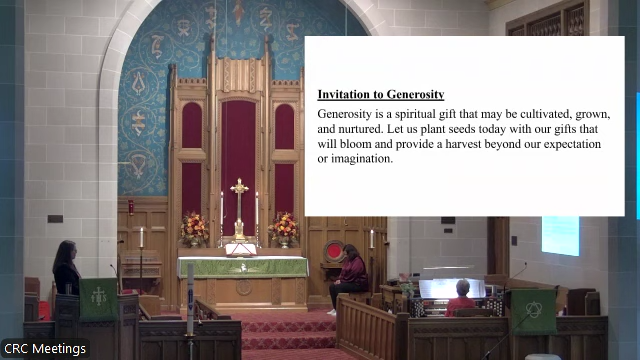 Invitation to Generosity
Generosity is a spiritual gift that may be cultivated, grown,
and nurtured. Let us plant seeds today with our gifts that
will bloom and provide a harvest beyond our expectation
or imagination.
CRC Meetings